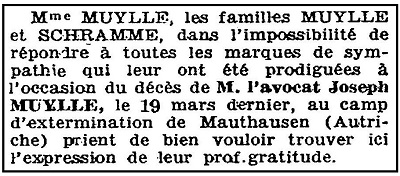 Mme MUYLLE, les familles MUYLLE
et SCHRAMME, dans l'impossibilité de
répondre à toutes les marques de sym-
pathie qui leur ont été prodiguées à
l'occasion du décès de M. l'avocat Joseph
MUYLLE, le 19 mars dernier, au camp
d'extermination de Mauthausen (Autri-
che) prient de bien vouloir trouver ici
l'expression de leur prof. gratitude.